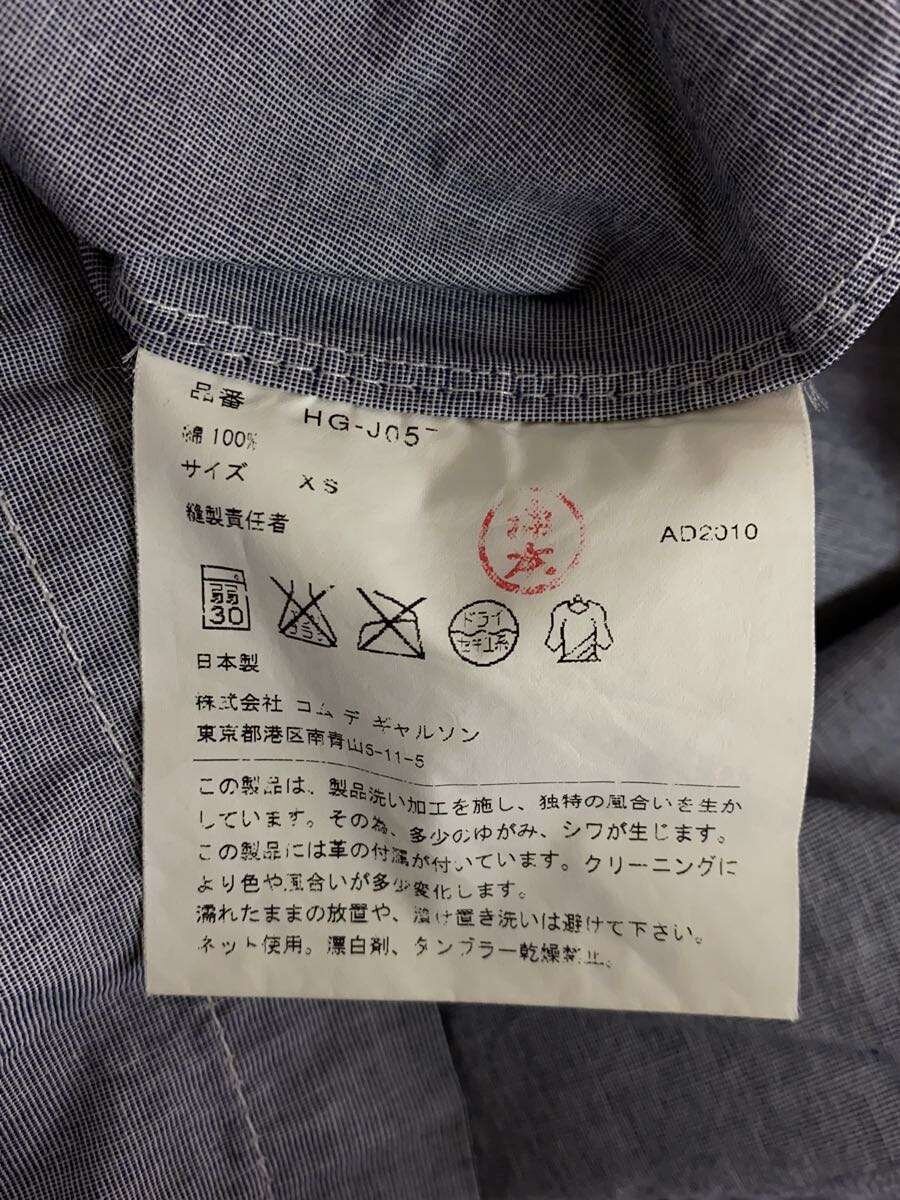 品番 HG-J05
綿 100%
サイズ XS
縫製責任者
AD2010
弱
30
ドライ
セキユ系
日本製
株式会社 コム デ ギャルソン
東京都港区南青山5-11-5
この製品は、製品洗い加工を施し、独特の風合いを生か
しています。その為、多少のゆがみ、シワが生じます。
この製品には革の付属が付いています。クリーニングに
より色や風合いが多少変化します。
濡れたままの放置や、漬け置き洗いは避けて下さい。
ネット使用。漂白剤、タンブラー乾燥禁止。